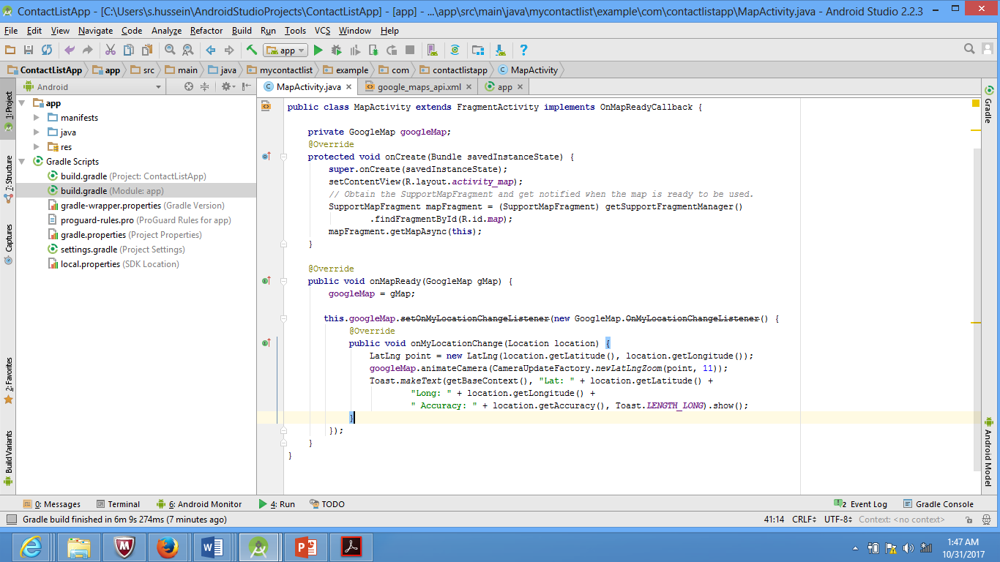 ContactListApp - [C:\Users\s.hussein\AndroidStudioProjects\ContactListApp] - [app] - ...\app\src\main\java\mycontactlist\example\com\contactlistapp\MapActivity.java - Android Studio 2.2.3
File Edit View Navigate Code Analyze Refactor Build Run Tools VCS Window Help
app
ContactListApp app src main java mycontactlist example com contactlistapp MapActivity
Android
MapActivity.java google_maps_api.xml app
1: Project
7: Structure
Captures
2: Favorites
Build Variants
app
manifests
java
res
Gradle Scripts
build.gradle (Project: ContactListApp)
build.gradle (Module: app)
gradle-wrapper.properties (Gradle Version)
proguard-rules.pro (ProGuard Rules for app)
gradle.properties (Project Properties)
settings.gradle (Project Settings)
local.properties (SDK Location)
public class MapActivity extends FragmentActivity implements OnMapReadyCallback {
private GoogleMap googleMap;
@Override
protected void onCreate(Bundle savedInstanceState) {
super.onCreate(savedInstanceState);
setContentView(R.layout.activity_map);
// Obtain the SupportMapFragment and get notified when the map is ready to be used.
SupportMapFragment mapFragment = (SupportMapFragment) getSupportFragmentManager()
.findFragmentById(R.id.map);
mapFragment.getMapAsync(this);
}
@Override
public void onMapReady(GoogleMap gMap) {
googleMap = gMap;
this.googleMap.setOnMyLocationChangeListener(new GoogleMap.OnMyLocationChangeListener() {
@Override
public void onMyLocationChange(Location location) {
LatLng point = new LatLng(location.getLatitude(), location.getLongitude());
googleMap.animateCamera(CameraUpdateFactory.newLatLngZoom(point, 11));
Toast.makeText(getBaseContext(), "Lat: " + location.getLatitude() +
"Long: " + location.getLongitude() +
" Accuracy: " + location.getAccuracy(), Toast.LENGTH_LONG).show();
}
});
}
}
Gradle
Android Model
0: Messages Terminal 6: Android Monitor 4: Run TODO 2 Event Log Gradle Console
Gradle build finished in 6m 9s 274ms (7 minutes ago) 41:14 CRLF UTF-8 Context: <no context>
1:47 AM
10/31/2017